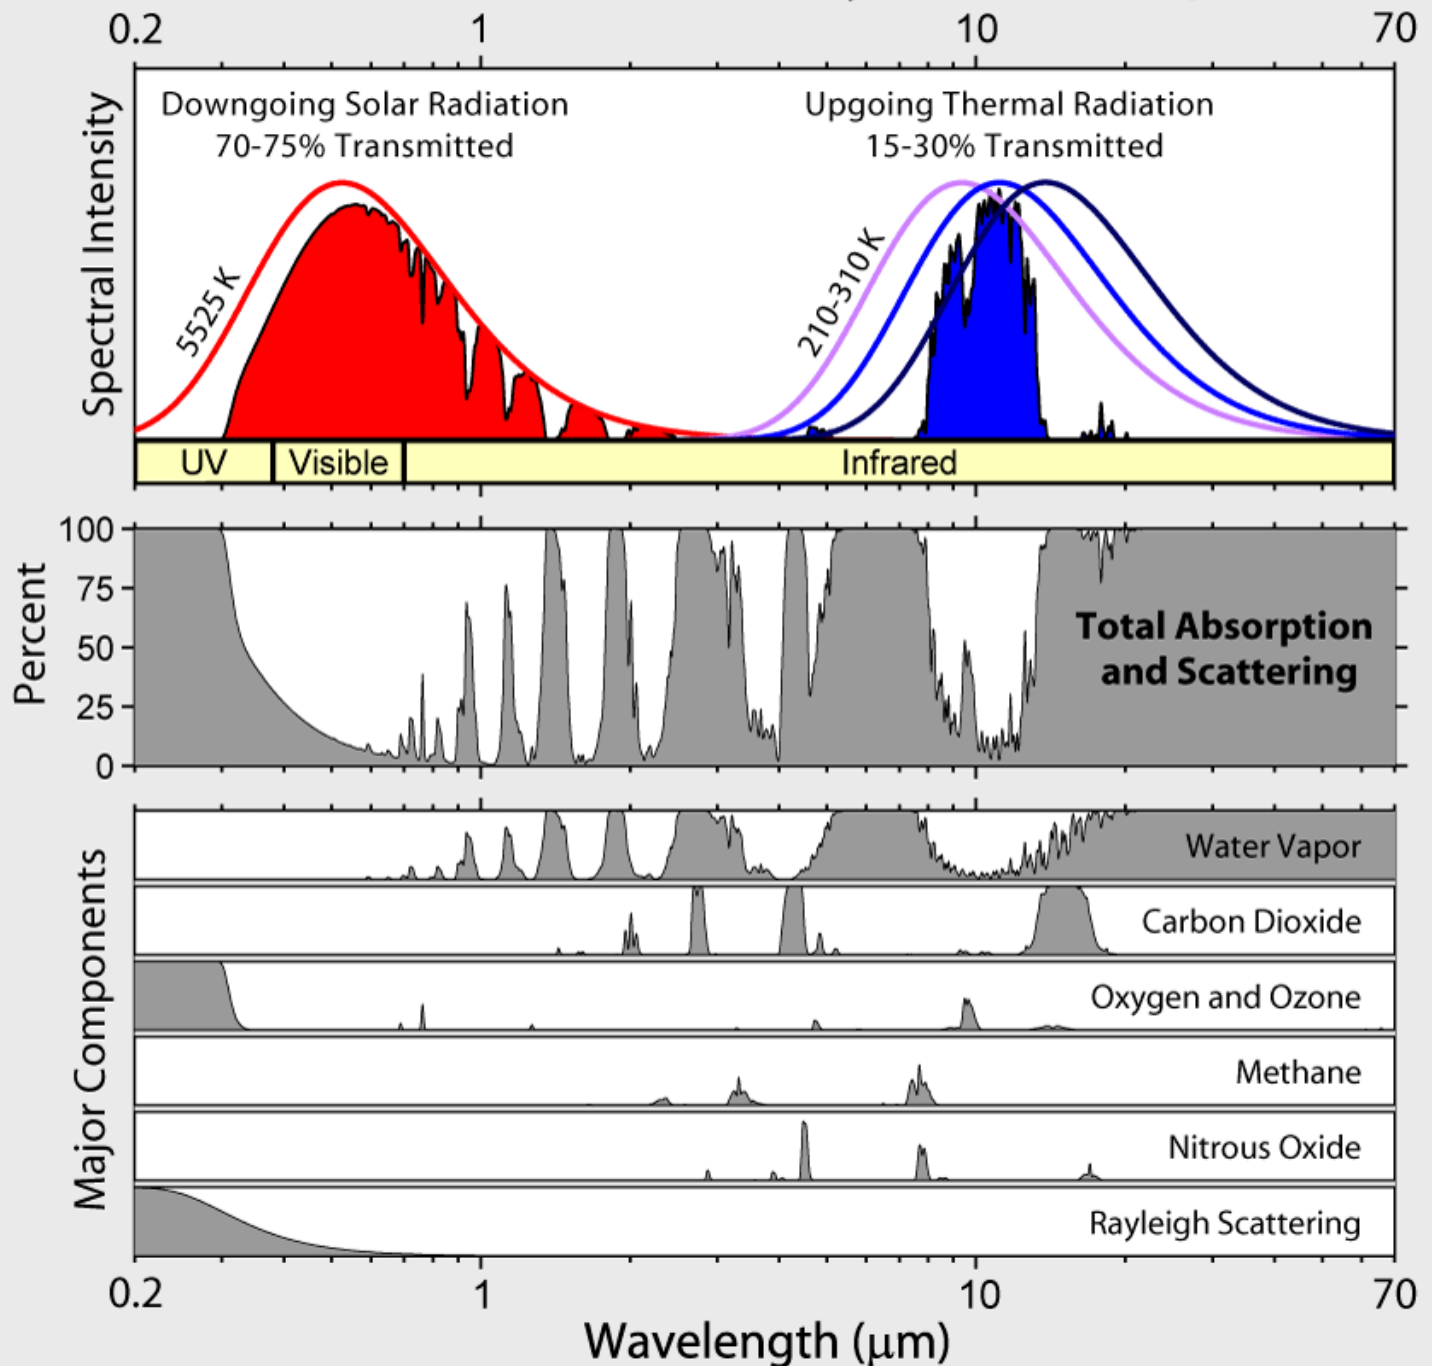 0.2 1 10 70
Spectral Intensity
Downgoing Solar Radiation
70-75% Transmitted
Upgoing Thermal Radiation
15-30% Transmitted
5525 K
210-310 K
UV Visible Infrared
Percent
100
75
50
25
0
Total Absorption
and Scattering
Major Components
Water Vapor
Carbon Dioxide
Oxygen and Ozone
Methane
Nitrous Oxide
Rayleigh Scattering
0.2 1 10 70
Wavelength (μm)